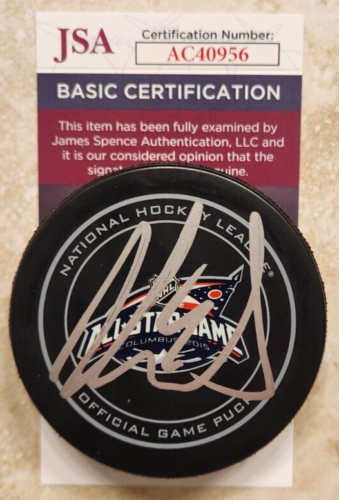 JSA
Certification Number:
AC40956
BASIC CERTIFICATION
This item has been fully examined by
James Spence Authentication, LLC and
it is our considered opinion that the
NATIONAL HOCKEY LEAGUE®
NHL
ALL STAR GAME
COLUMBUS 2015
OFFICIAL GAME PUCK